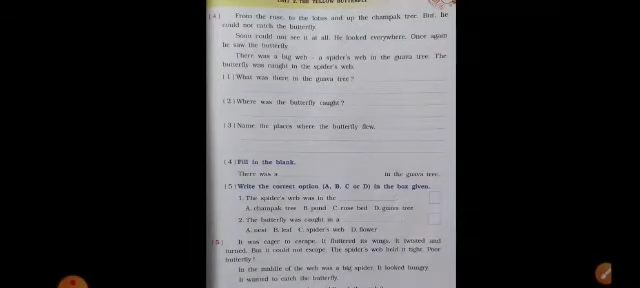 UNIT 2. THE YELLOW BUTTERFLY
( 4 ) From the rose, to the lotus and up the champak tree. But, he
could not catch the butterfly.
Sonu could not see it at all. He looked everywhere. Once again
he saw the butterfly.
There was a big web - a spider's web in the guava tree. The
butterfly was caught in the spider's web.
( 1 ) What was there in the guava tree ?
( 2 ) Where was the butterfly caught ?
( 3 ) Name the places where the butterfly flew.
( 4 ) Fill in the blank.
There was a in the guava tree.
( 5 ) Write the correct option (A, B, C or D) in the box given.
1. The spider's web was in the
A. champak tree B. pond C. rose bed D. guava tree
2. The butterfly was caught in a
A. nest B. leaf C. spider's web D. flower
( 5 ) It was eager to escape. It fluttered its wings. It twisted and
turned. But it could not escape. The spider's web held it tight. Poor
butterfly !
In the middle of the web was a big spider. It looked hungry.
It wanted to catch the butterfly.